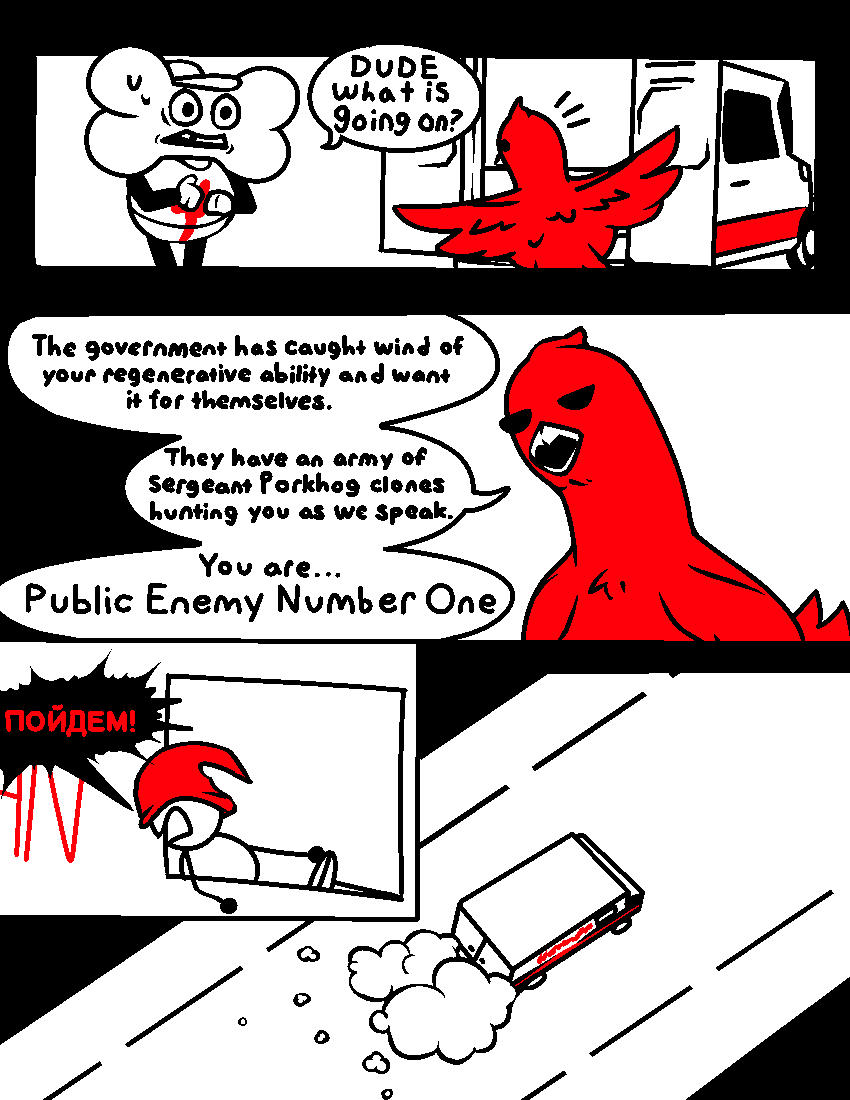 DUDE
what is
going on?
The government has caught wind of
your regenerative ability and want
it for themselves.
They have an army of
Sergeant Porkhog clones
hunting you as we speak.
You are...
Public Enemy Number One
ПОЙДЕМ!